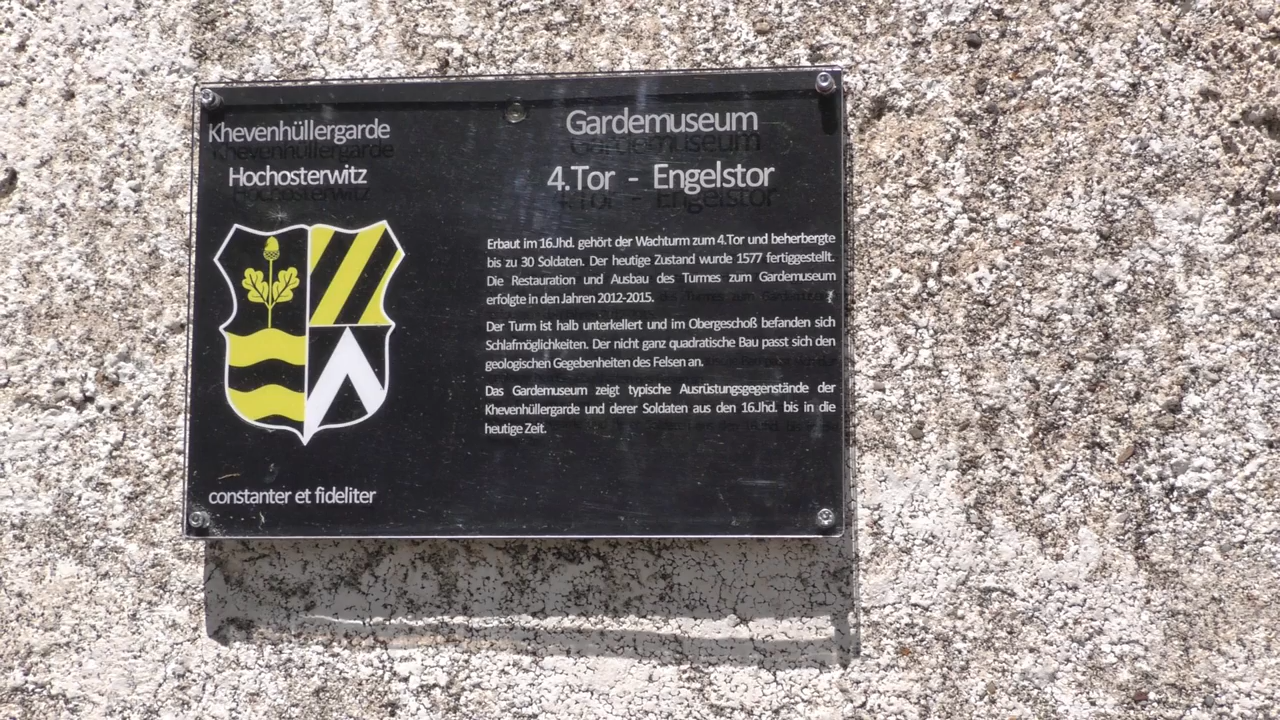 Khevenhüllergarde
Hochosterwitz
constanter et fideliter
Gardemuseum
4.Tor - Engelstor
Erbaut im 16.Jhd. gehört der Wachturm zum 4.Tor und beherbergte
bis zu 30 Soldaten. Der heutige Zustand wurde 1577 fertiggestellt.
Die Restauration und Ausbau des Turmes zum Gardemuseum
erfolgte in den Jahren 2012-2015.
Der Turm ist halb unterkellert und im Obergeschoß befanden sich
Schlafmöglichkeiten. Der nicht ganz quadratische Bau passt sich den
geologischen Gegebenheiten des Felsen an.
Das Gardemuseum zeigt typische Ausrüstungsgegenstände der
Khevenhüllergarde und derer Soldaten aus den 16.Jhd. bis in die
heutige Zeit.